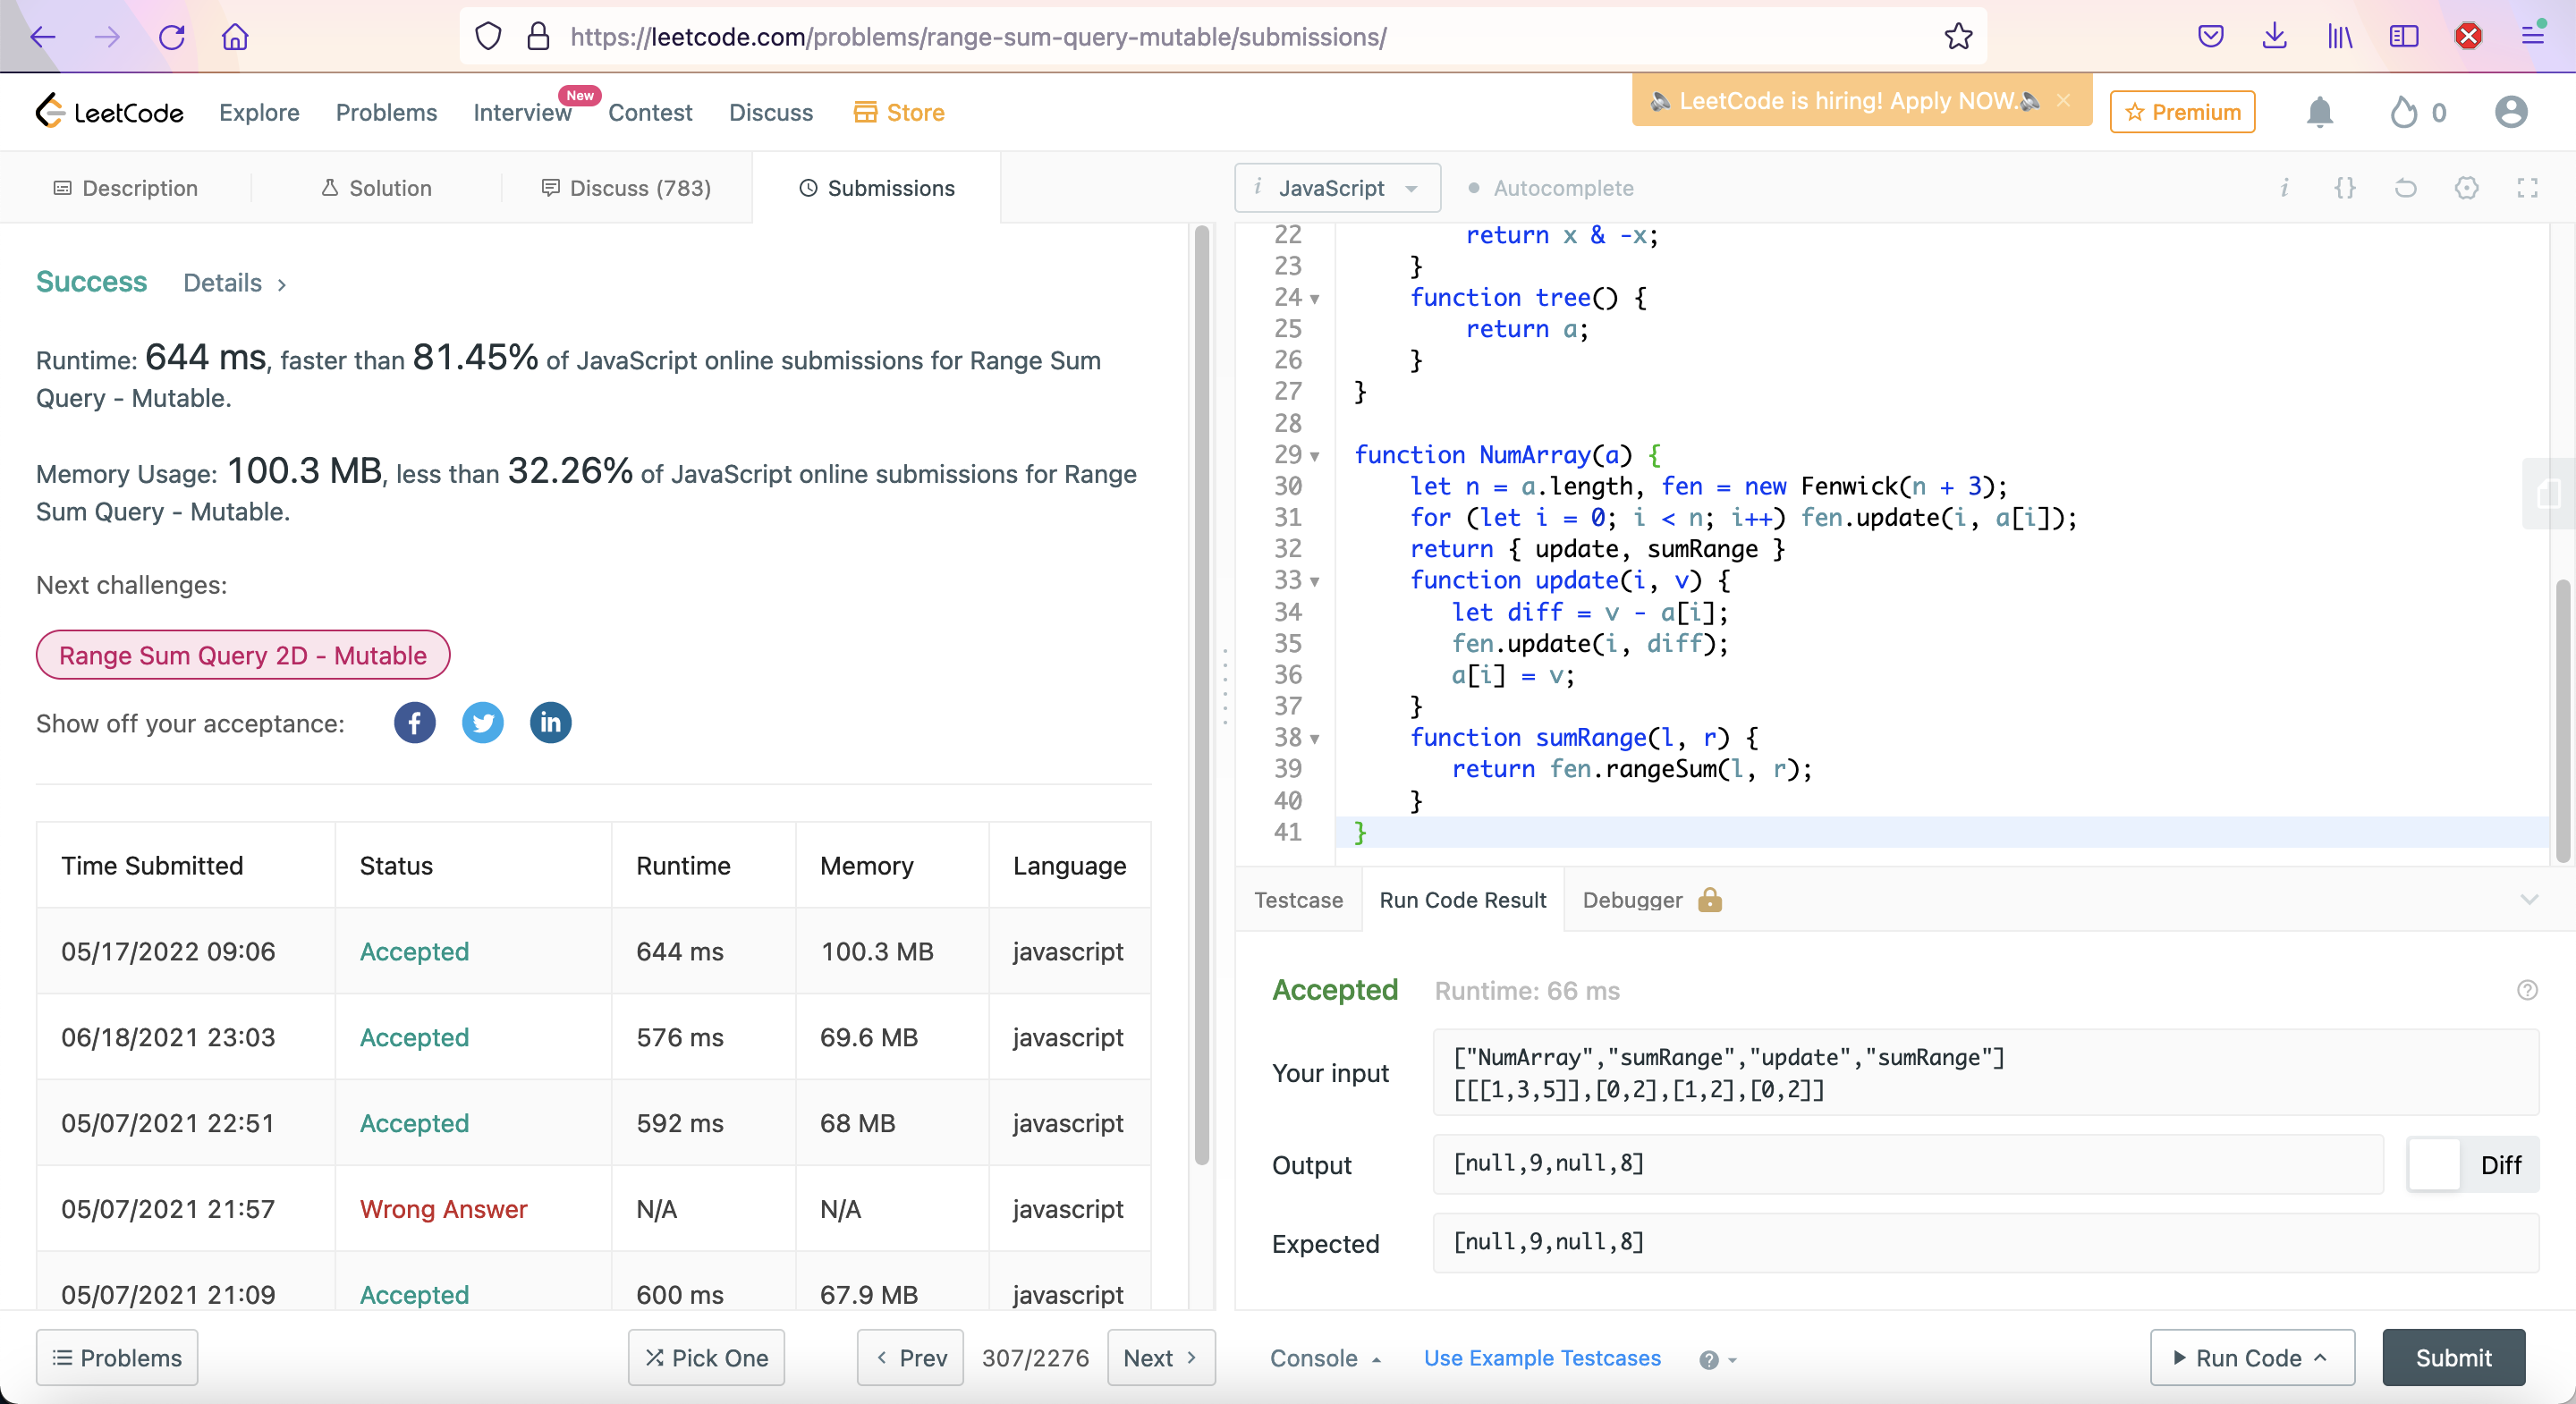 https://leetcode.com/problems/range-sum-query-mutable/submissions/
LeetCode
Explore
Problems
Interview
New
Contest
Discuss
Store
LeetCode is hiring! Apply NOW.
Premium
0
Description
Solution
Discuss (783)
Submissions
Success
Details
Runtime: 644 ms, faster than 81.45% of JavaScript online submissions for Range Sum
Query - Mutable.
Memory Usage: 100.3 MB, less than 32.26% of JavaScript online submissions for Range
Sum Query - Mutable.
Next challenges:
Range Sum Query 2D - Mutable
Show off your acceptance:
Time Submitted Status Runtime Memory Language
05/17/2022 09:06 Accepted 644 ms 100.3 MB javascript
06/18/2021 23:03 Accepted 576 ms 69.6 MB javascript
05/07/2021 22:51 Accepted 592 ms 68 MB javascript
05/07/2021 21:57 Wrong Answer N/A N/A javascript
05/07/2021 21:09 Accepted 600 ms 67.9 MB javascript
Problems
Pick One
Prev
307/2276
Next
i JavaScript
Autocomplete
22 return x & -x;
23 }
24 function tree() {
25 return a;
26 }
27 }
28
29 function NumArray(a) {
30 let n = a.length, fen = new Fenwick(n + 3);
31 for (let i = 0; i < n; i++) fen.update(i, a[i]);
32 return { update, sumRange }
33 function update(i, v) {
34 let diff = v - a[i];
35 fen.update(i, diff);
36 a[i] = v;
37 }
38 function sumRange(l, r) {
39 return fen.rangeSum(l, r);
40 }
41 }
Testcase
Run Code Result
Debugger
Accepted
Runtime: 66 ms
Your input
["NumArray","sumRange","update","sumRange"]
[[[1,3,5]],[0,2],[1,2],[0,2]]
Output
[null,9,null,8]
Diff
Expected
[null,9,null,8]
Console
Use Example Testcases
Run Code
Submit